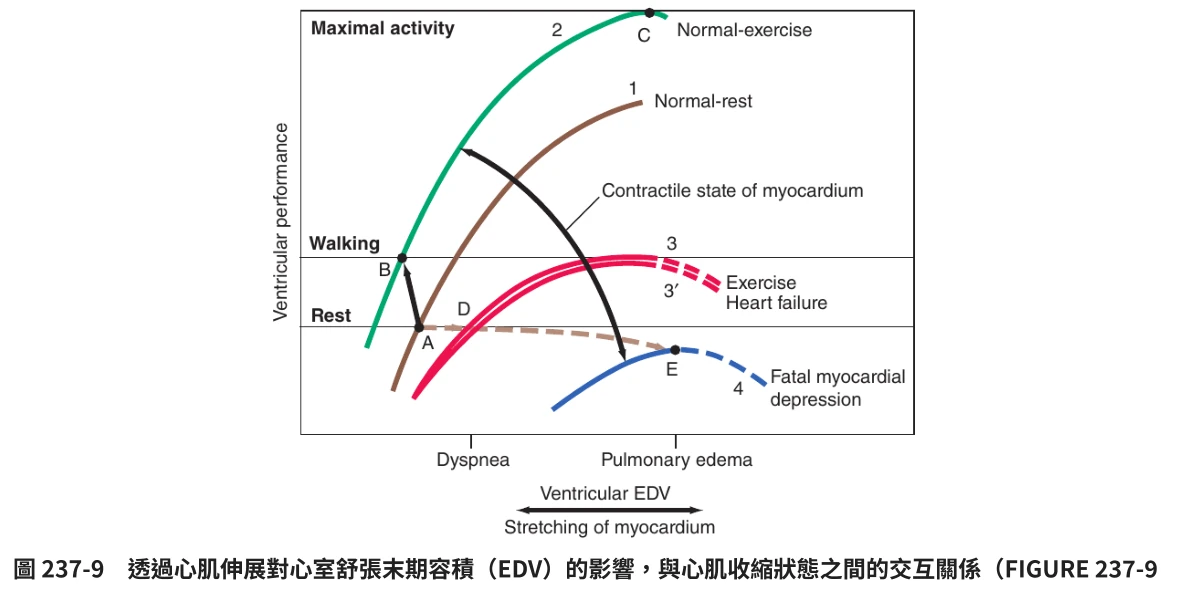 Maximal activity
2
C
Normal-exercise
1
Normal-rest
Ventricular performance
Contractile state of myocardium
Walking
3
B
3′
Exercise
Heart failure
Rest
D
A
E
4
Fatal myocardial
depression
Dyspnea
Pulmonary edema
Ventricular EDV
Stretching of myocardium
圖 237-9 透過心肌伸展對心室舒張末期容積（EDV）的影響，與心肌收縮狀態之間的交互關係（FIGURE 237-9